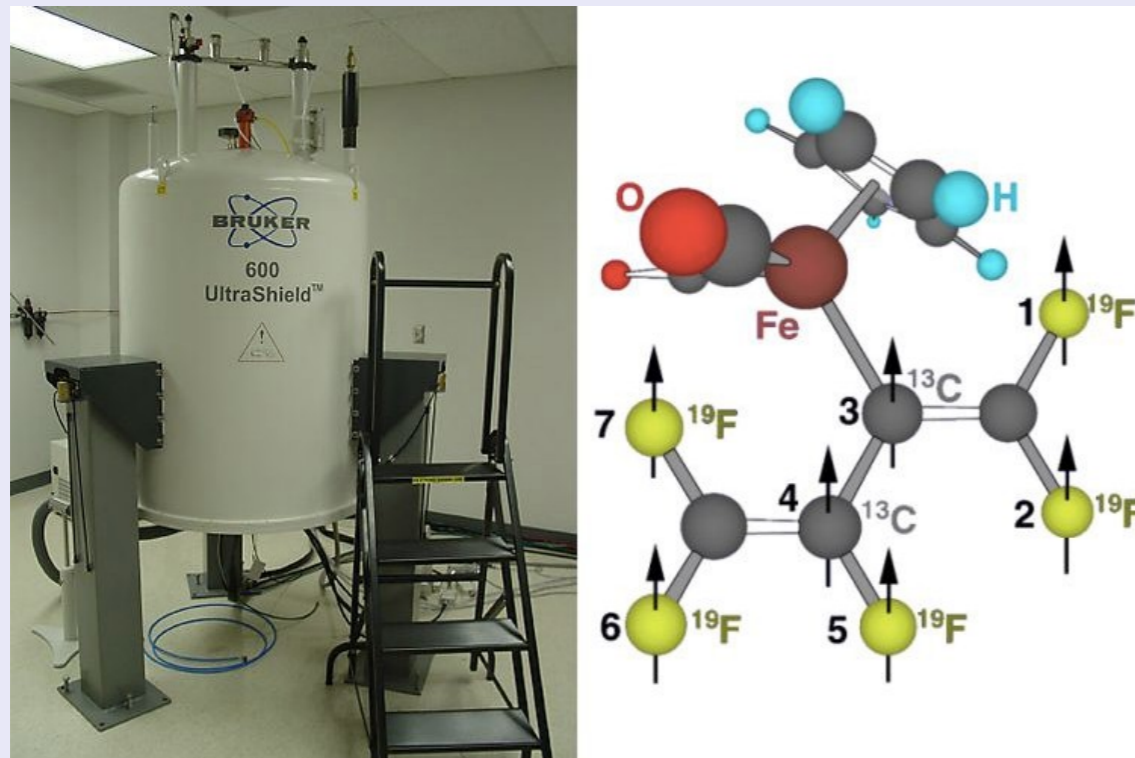 BRUKER
600
UltraShield™
!
O
H
Fe
1 ¹⁹F
¹³C
3
7 ¹⁹F
4 ¹³C
2 ¹⁹F
6 ¹⁹F
5 ¹⁹F